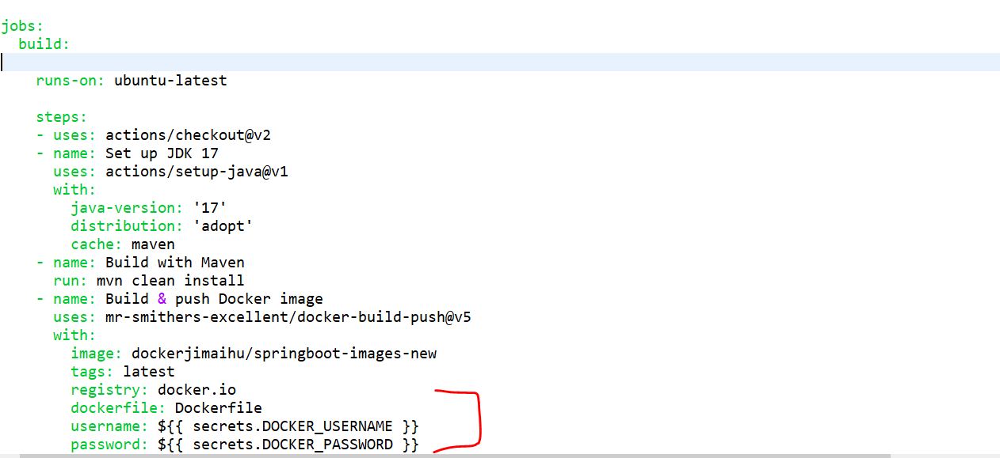 jobs:
  build:
    runs-on: ubuntu-latest
    steps:
    - uses: actions/checkout@v2
    - name: Set up JDK 17
      uses: actions/setup-java@v1
      with:
        java-version: '17'
        distribution: 'adopt'
        cache: maven
    - name: Build with Maven
      run: mvn clean install
    - name: Build & push Docker image
      uses: mr-smithers-excellent/docker-build-push@v5
      with:
        image: dockerjimaihu/springboot-images-new
        tags: latest
        registry: docker.io
        dockerfile: Dockerfile
        username: ${{ secrets.DOCKER_USERNAME }}
        password: ${{ secrets.DOCKER_PASSWORD }}